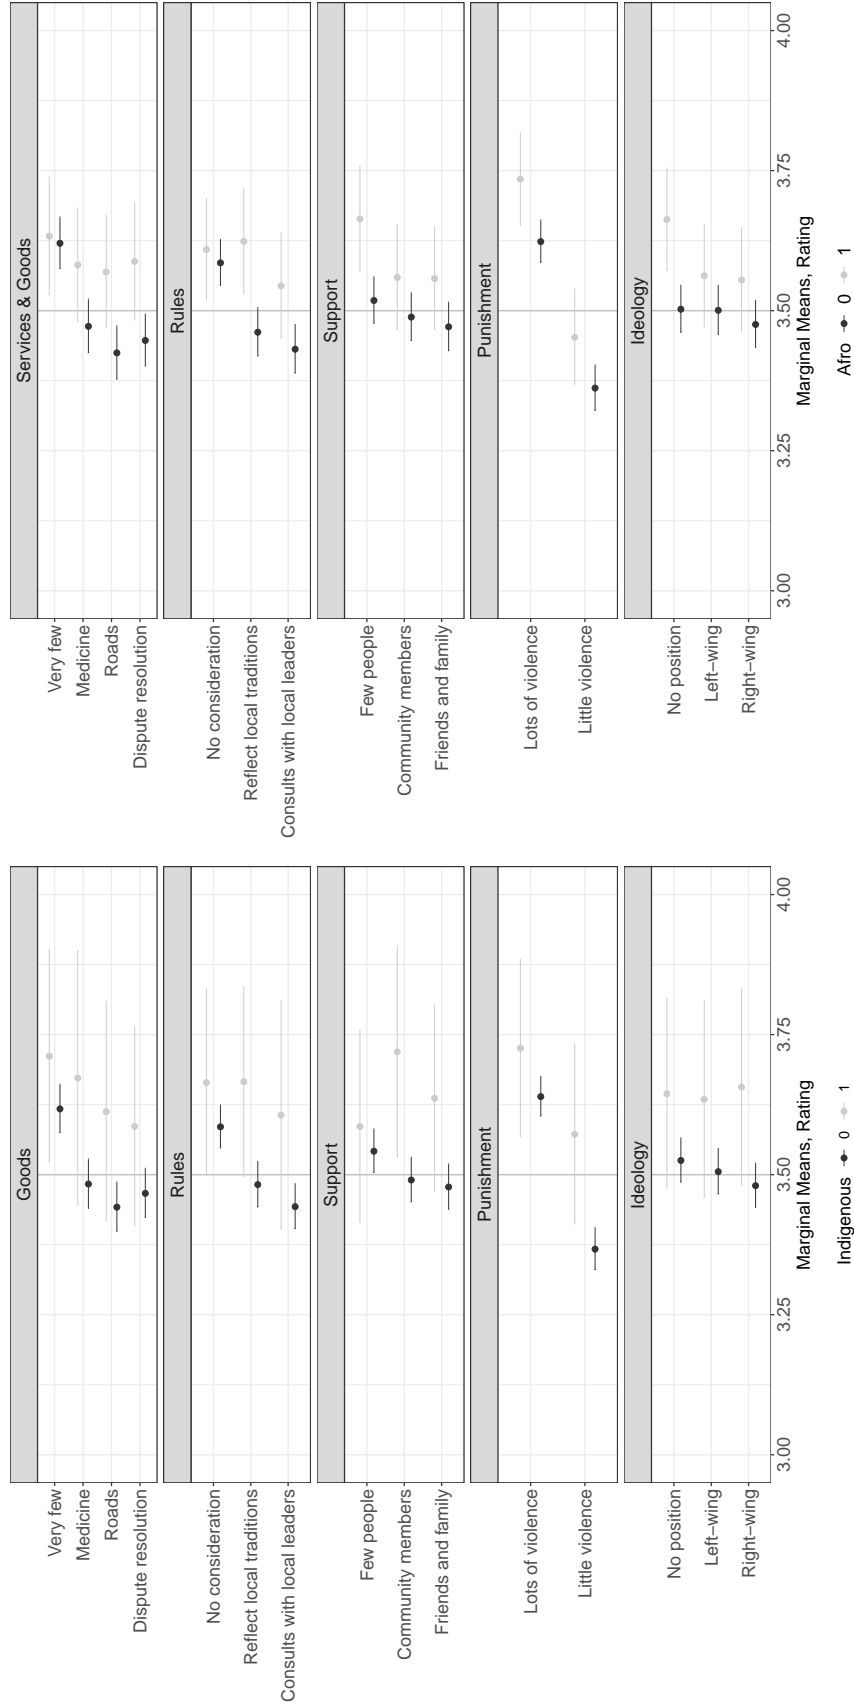 Goods
Very few
Medicine
Roads
Dispute resolution
Rules
No consideration
Reflect local traditions
Consults with local leaders
Support
Few people
Community members
Friends and family
Punishment
Lots of violence
Little violence
Ideology
No position
Left–wing
Right–wing
3.00 3.25 3.50 3.75 4.00
Marginal Means, Rating
Indigenous 0 1
Services & Goods
Very few
Medicine
Roads
Dispute resolution
Rules
No consideration
Reflect local traditions
Consults with local leaders
Support
Few people
Community members
Friends and family
Punishment
Lots of violence
Little violence
Ideology
No position
Left–wing
Right–wing
3.00 3.25 3.50 3.75 4.00
Marginal Means, Rating
Afro 0 1